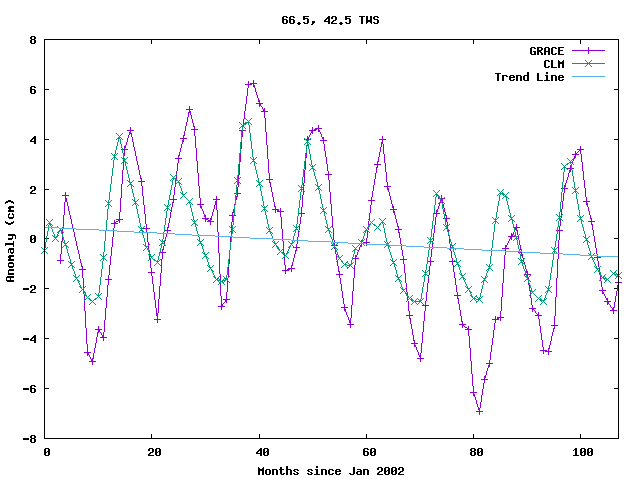 66.5, 42.5 TWS
GRACE
CLM
Trend Line
8
6
4
2
0
-2
-4
-6
-8
Anomaly (cm)
0 20 40 60 80 100
Months since Jan 2002